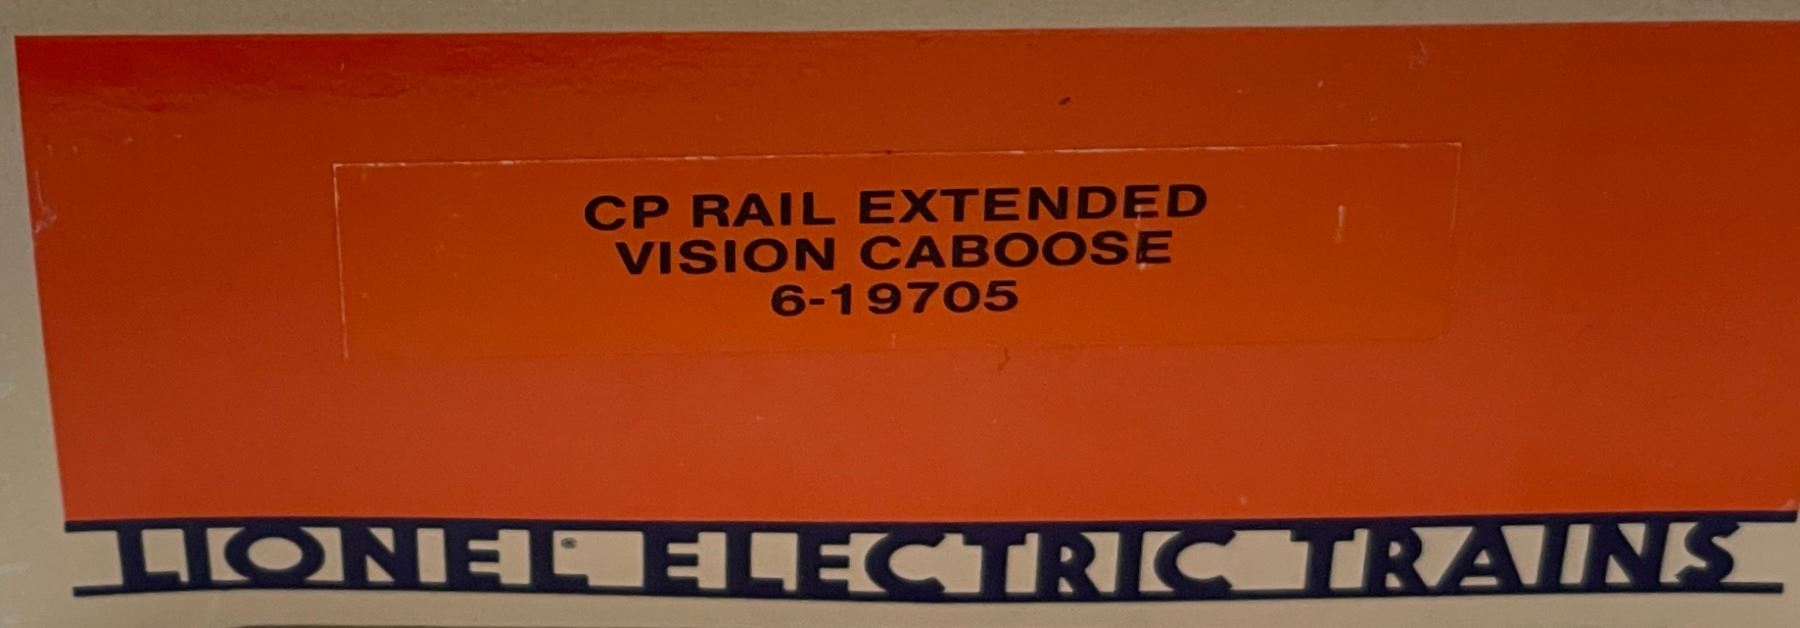 CP RAIL EXTENDED
VISION CABOOSE
6-19705
LIONEL® ELECTRIC TRAINS